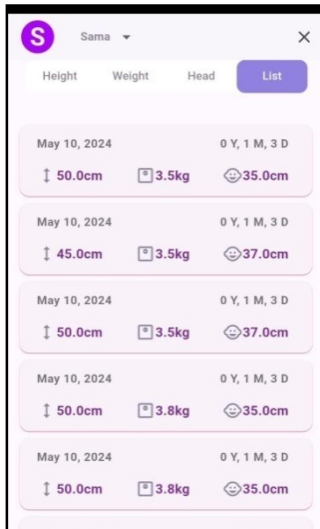 S Sama
Height Weight Head List
May 10, 2024 0 Y, 1 M, 3 D
50.0cm 3.5kg 35.0cm
May 10, 2024 0 Y, 1 M, 3 D
45.0cm 3.5kg 37.0cm
May 10, 2024 0 Y, 1 M, 3 D
50.0cm 3.5kg 37.0cm
May 10, 2024 0 Y, 1 M, 3 D
50.0cm 3.8kg 35.0cm
May 10, 2024 0 Y, 1 M, 3 D
50.0cm 3.8kg 35.0cm